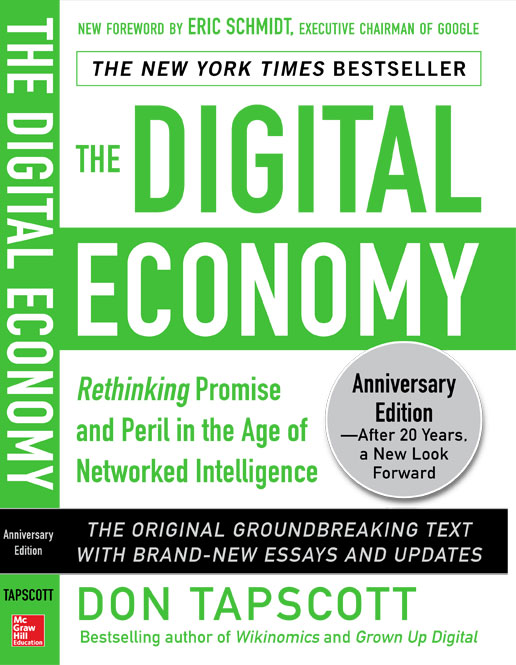 NEW FOREWORD BY ERIC SCHMIDT, EXECUTIVE CHAIRMAN OF GOOGLE
THE NEW YORK TIMES BESTSELLER
THE DIGITAL
ECONOMY
Rethinking Promise
and Peril in the Age of
Networked Intelligence
Anniversary
Edition
—After 20 Years,
a New Look
Forward
THE ORIGINAL GROUNDBREAKING TEXT
WITH BRAND-NEW ESSAYS AND UPDATES
DON TAPSCOTT
Bestselling author of Wikinomics and Grown Up Digital
THE DIGITAL ECONOMY
Anniversary
Edition
TAPSCOTT
Mc
Graw
Hill
Education